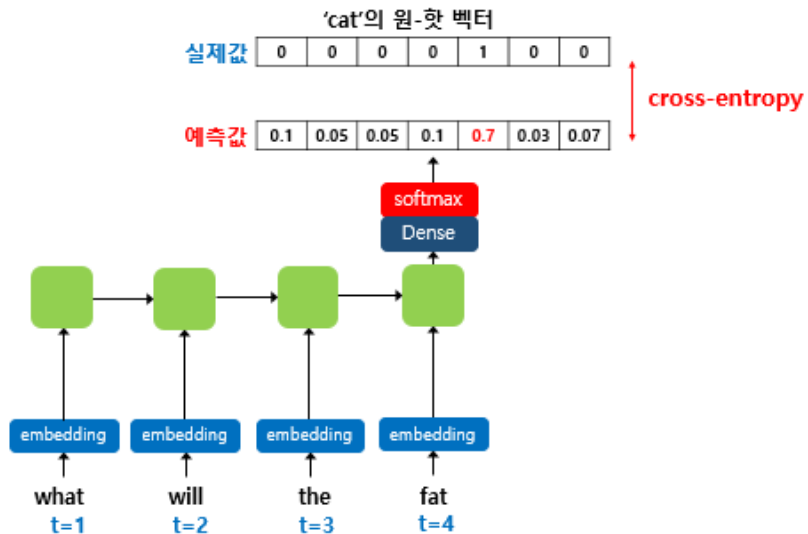 ‘cat’의 원-핫 벡터
실제값 0 0 0 0 1 0 0
cross-entropy
예측값 0.1 0.05 0.05 0.1 0.7 0.03 0.07
softmax
Dense
embedding embedding embedding embedding
what will the fat
t=1 t=2 t=3 t=4